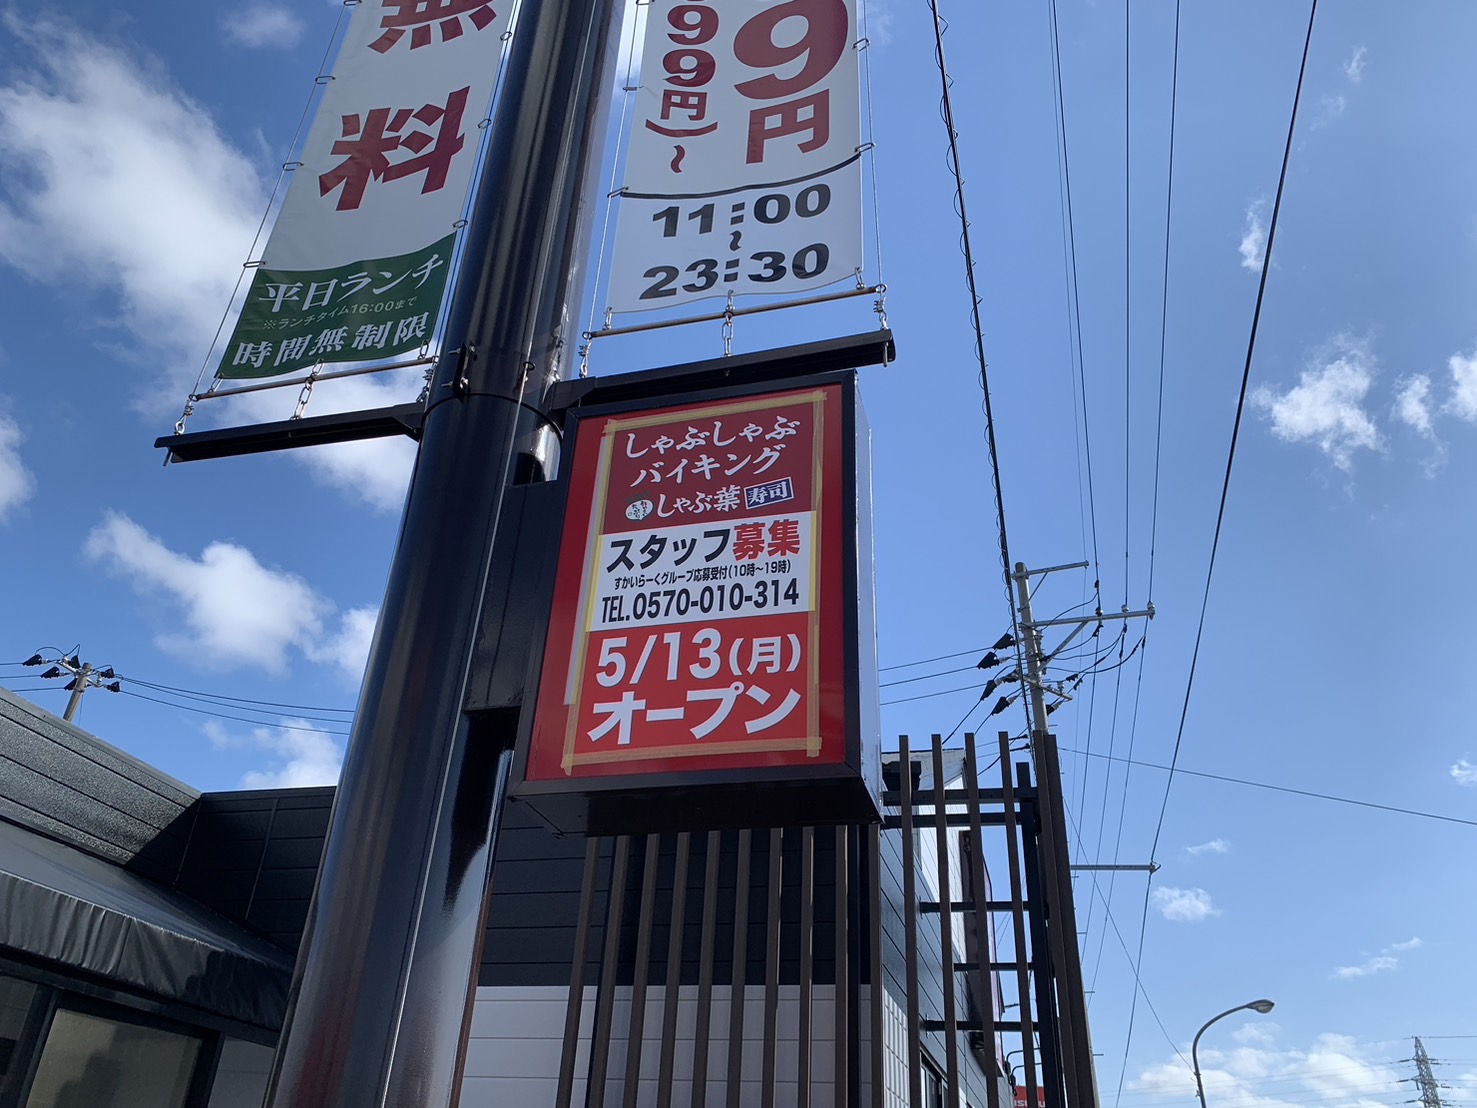 無料
平日ランチ
※ランチタイム16:00まで
時間無制限
9円
99円)～
11:00
～
23:30
しゃぶしゃぶ
バイキング
しゃぶ葉 寿司
スタッフ募集
すかいらーくグループ応募受付(10時～19時)
TEL.0570-010-314
5/13(月)
オープン